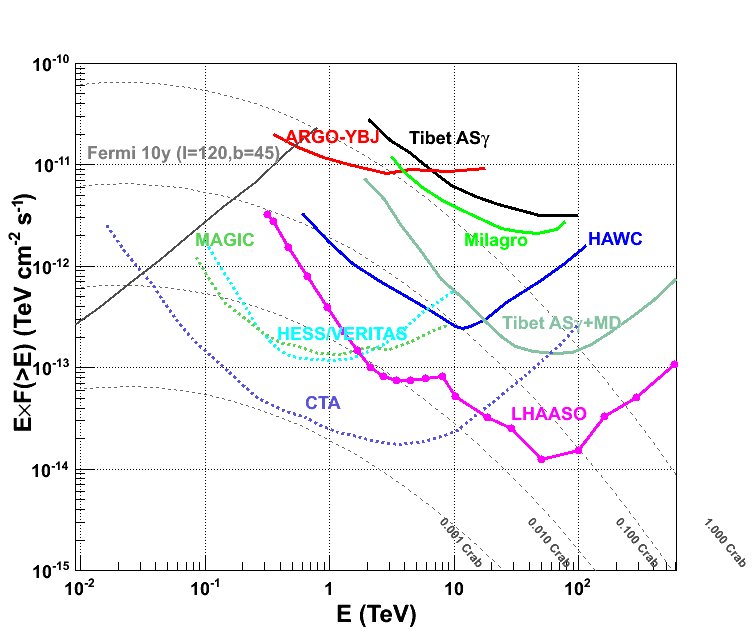 10⁻¹⁰
10⁻¹¹
10⁻¹²
10⁻¹³
10⁻¹⁴
10⁻¹⁵
E×F(>E) (TeV cm⁻² s⁻¹)
ARGO-YBJ
Tibet ASγ
Fermi 10y (l=120,b=45)
MAGIC
Milagro
HAWC
HESS/VERITAS
Tibet ASγ+MD
CTA
LHAASO
0.001 Crab
0.010 Crab
0.100 Crab
1.000 Crab
10⁻²
10⁻¹
1
10
10²
E (TeV)